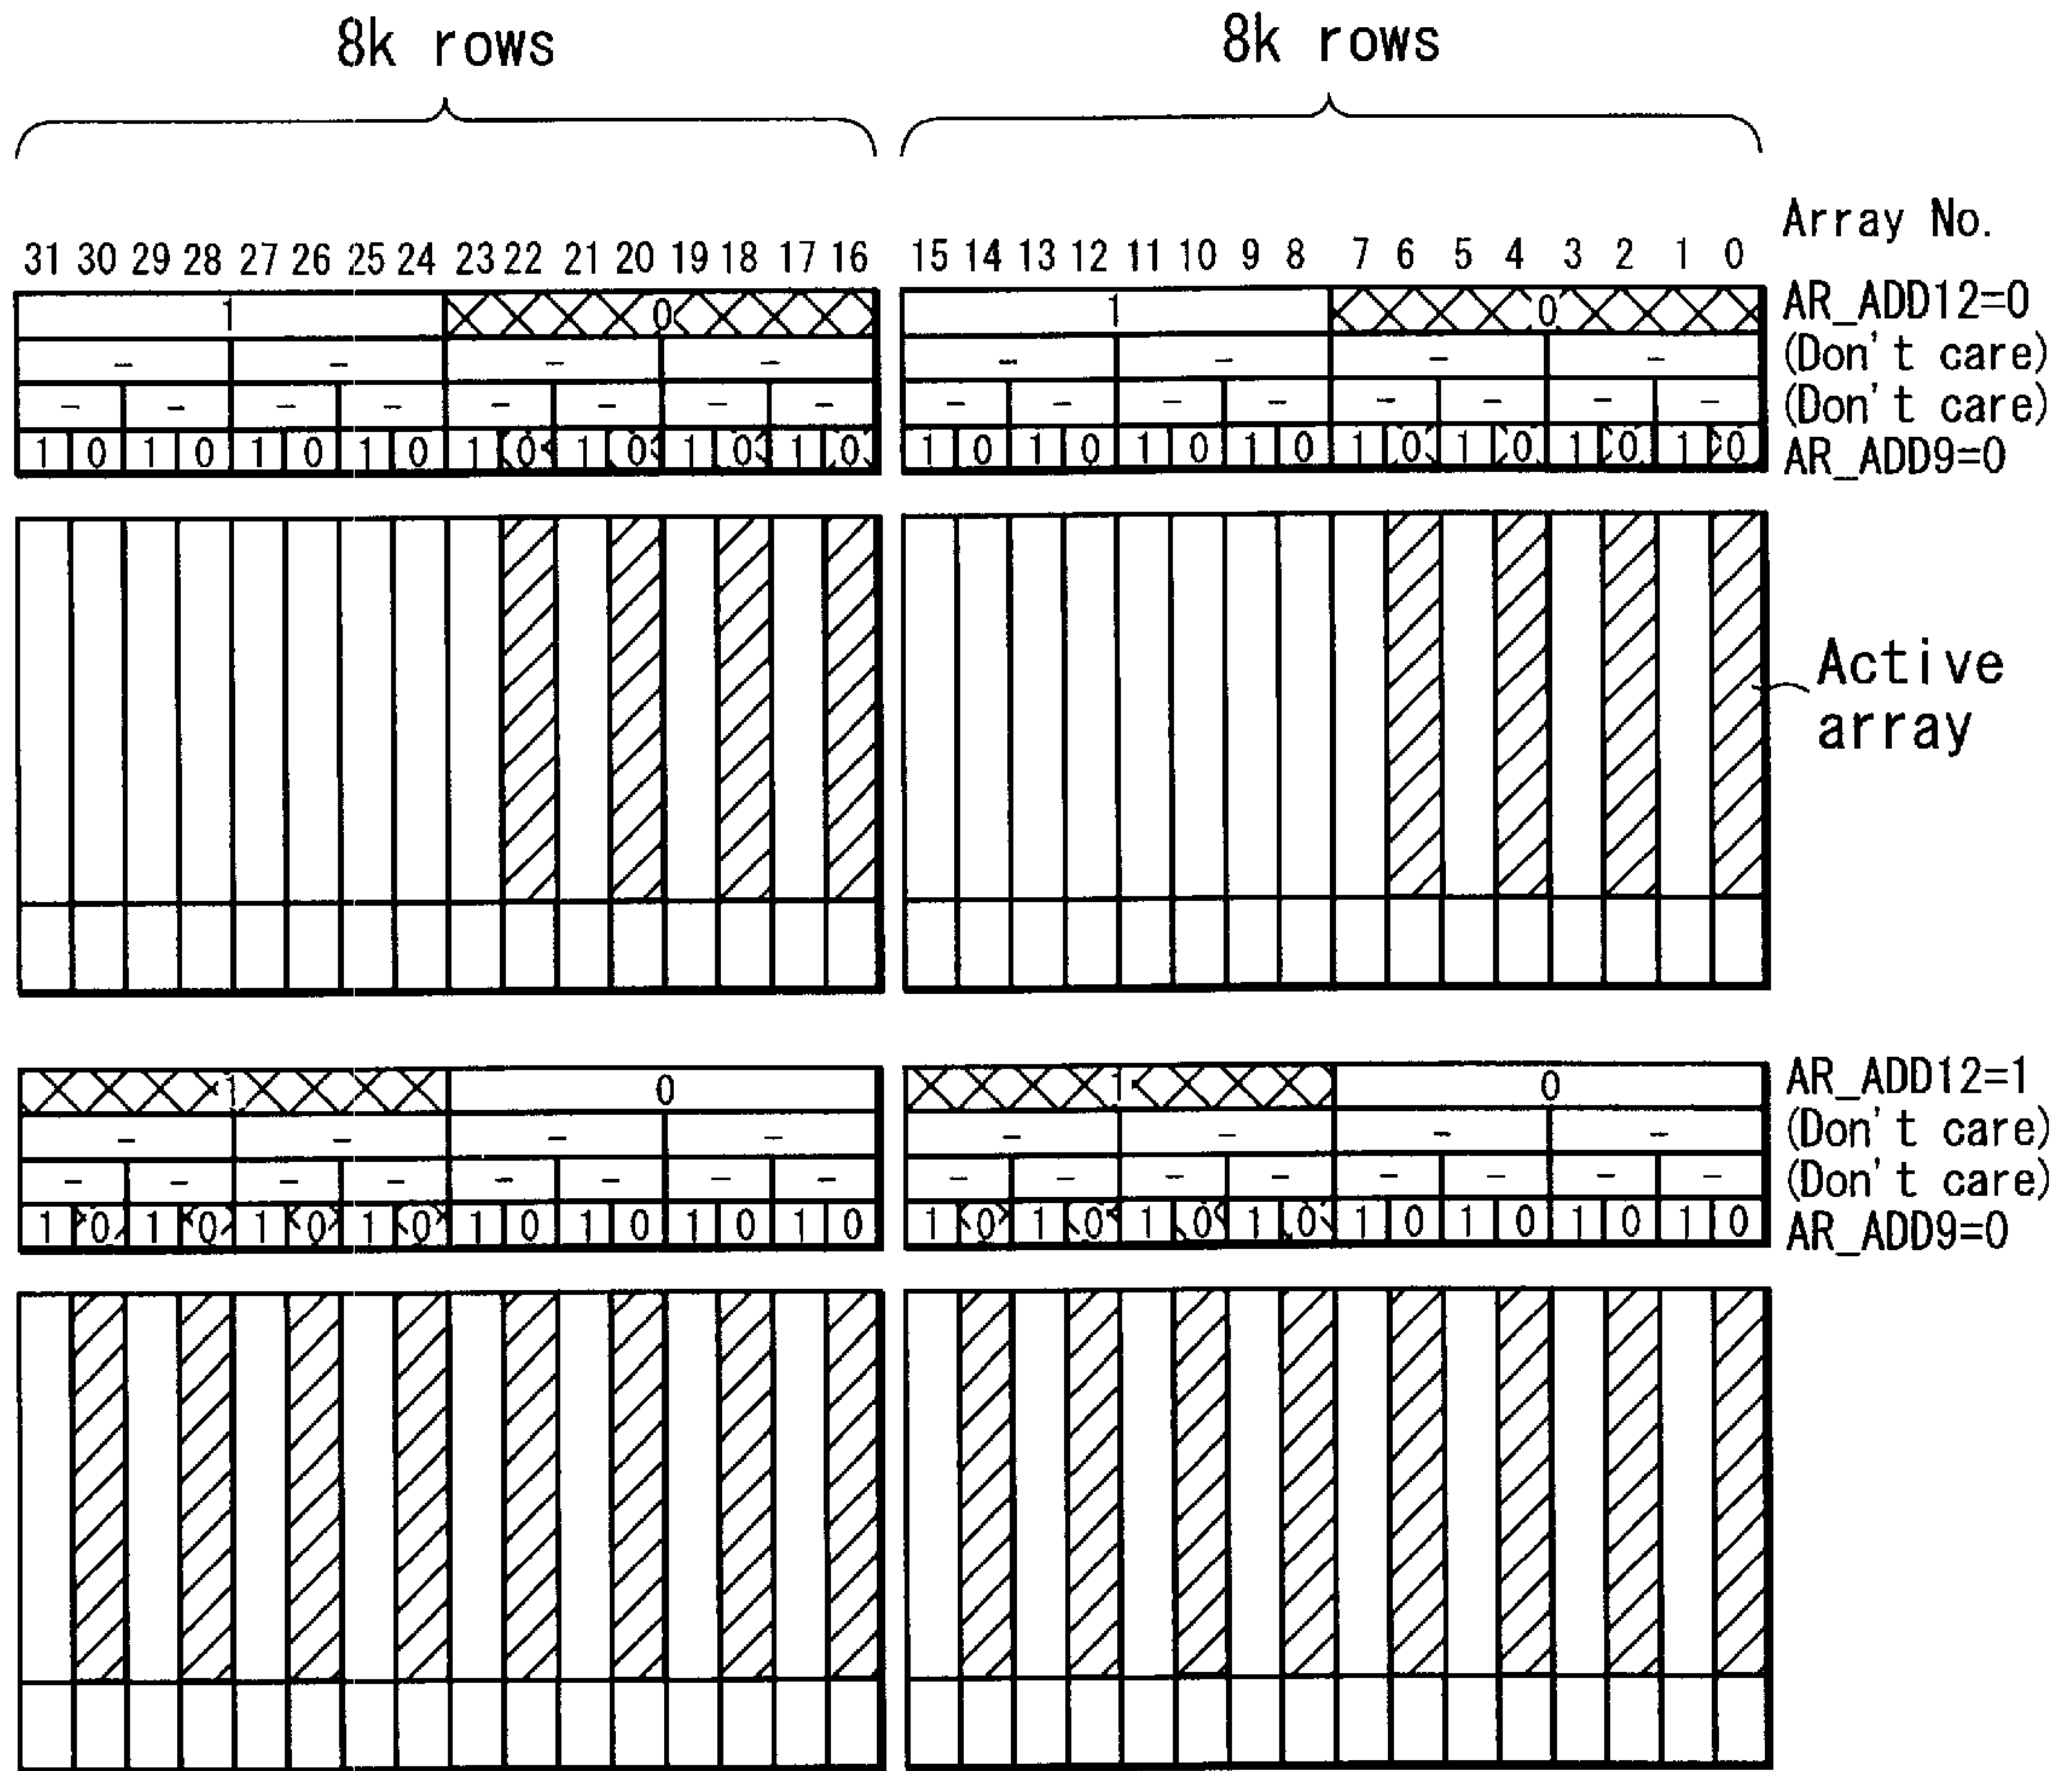 8k rows 8k rows
Array No.
31 30 29 28 27 26 25 24 23 22 21 20 19 18 17 16 15 14 13 12 11 10 9 8 7 6 5 4 3 2 1 0
1 0 1 0 AR_ADD12=0
- - - - - - - - (Don't care)
- - - - - - - - - - - - - - - - (Don't care)
1 0 1 0 1 0 1 0 1 0 1 0 1 0 1 0 1 0 1 0 1 0 1 0 1 0 1 0 1 0 1 0 AR_ADD9=0
Active
array
1 0 1 0 AR_ADD12=1
- - - - - - - - (Don't care)
- - - - - - - - - - - - - - - - (Don't care)
1 0 1 0 1 0 1 0 1 0 1 0 1 0 1 0 1 0 1 0 1 0 1 0 1 0 1 0 1 0 1 0 AR_ADD9=0